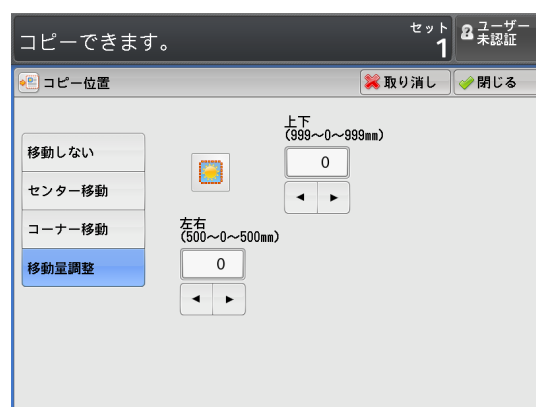 コピーできます。
セット
1
ユーザー
未認証
コピー位置
取り消し
閉じる
上下
(999～0～999mm)
0
移動しない
センター移動
コーナー移動
移動量調整
左右
(500～0～500mm)
0